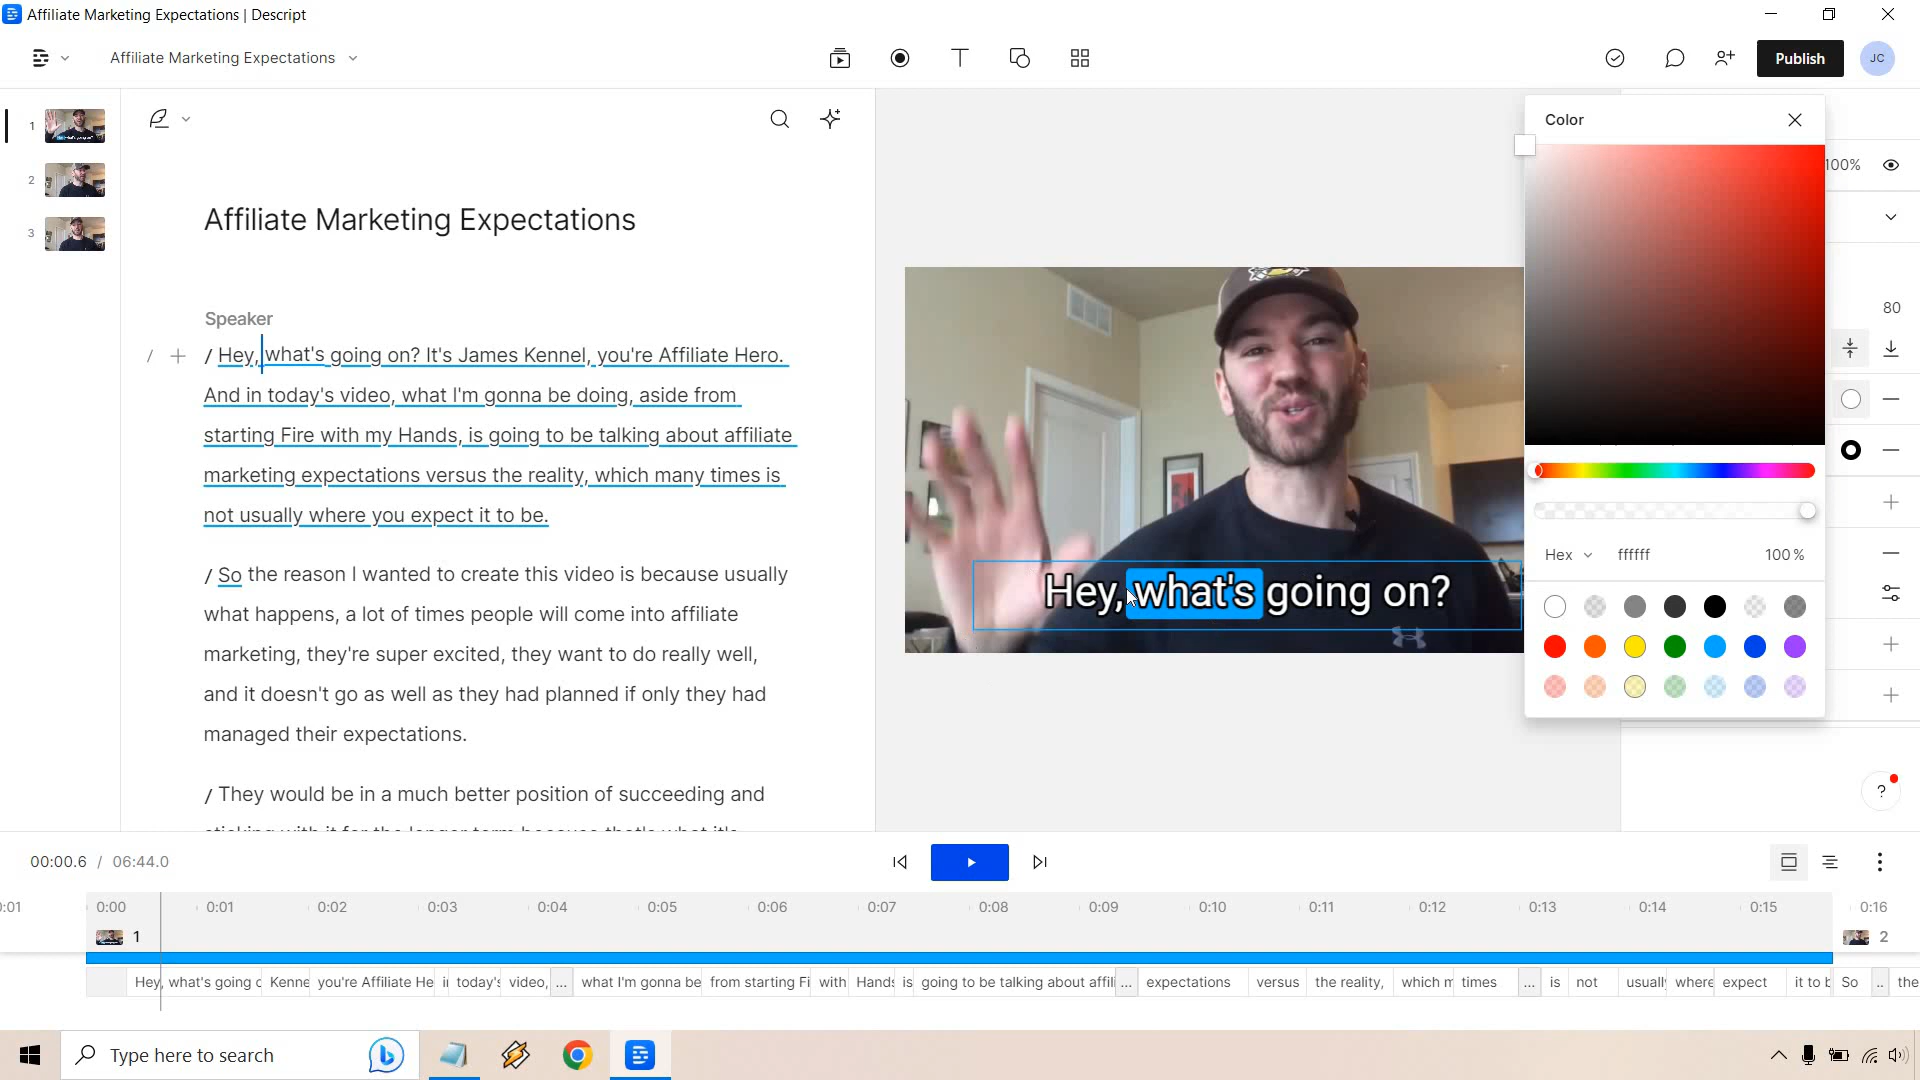 Affiliate Marketing Expectations | Descript
Affiliate Marketing Expectations
Publish
JC
1
2
3
Affiliate Marketing Expectations
Speaker
/ Hey, what's going on? It's James Kennel, you're Affiliate Hero.
And in today's video, what I'm gonna be doing, aside from
starting Fire with my Hands, is going to be talking about affiliate
marketing expectations versus the reality, which many times is
not usually where you expect it to be.
/ So the reason I wanted to create this video is because usually
what happens, a lot of times people will come into affiliate
marketing, they're super excited, they want to do really well,
and it doesn't go as well as they had planned if only they had
managed their expectations.
/ They would be in a much better position of succeeding and
Hey, what's going on?
Color
100%
80
Hex ffffff 100%
?
00:00.6 / 06:44.0
0:01 0:00 0:01 0:02 0:03 0:04 0:05 0:06 0:07 0:08 0:09 0:10 0:11 0:12 0:13 0:14 0:15 0:16
1 2
Hey, what's going o Kenne you're Affiliate He i today's video, ... what I'm gonna be from starting Fi with Hands is going to be talking about affili ... expectations versus the reality, which m times ... is not usuall where expect it to b So .. the
Type here to search